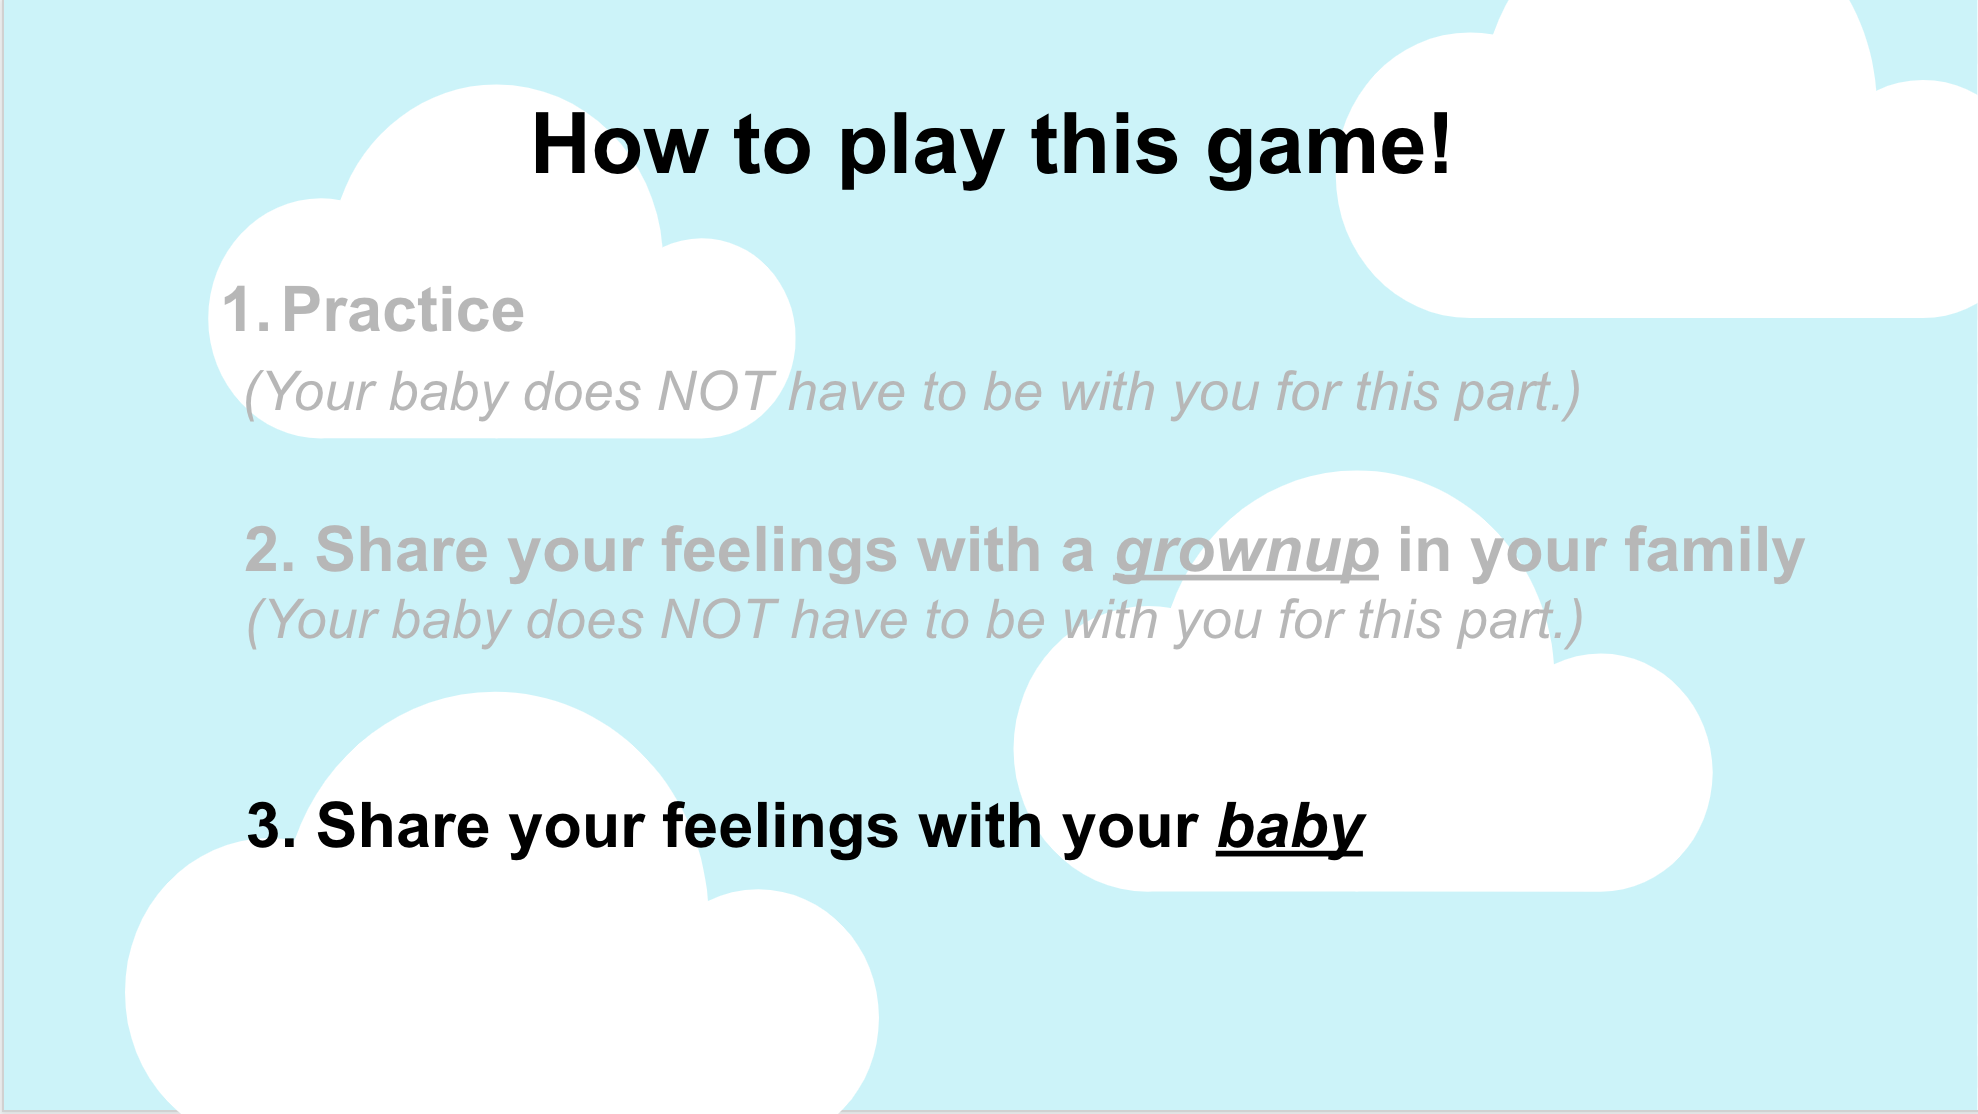 How to play this game!
1. Practice
(Your baby does NOT have to be with you for this part.)
2. Share your feelings with a grownup in your family
(Your baby does NOT have to be with you for this part.)
3. Share your feelings with your baby